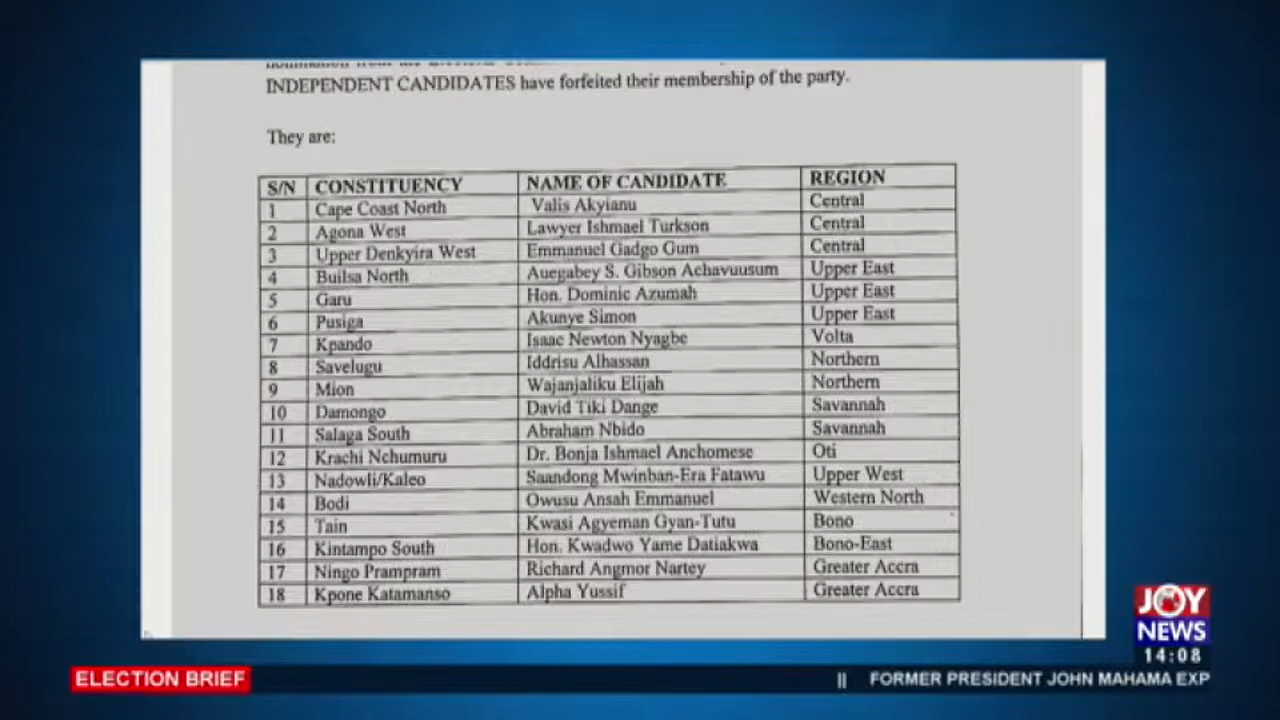 INDEPENDENT CANDIDATES have forfeited their membership of the party.
They are:
S/N CONSTITUENCY NAME OF CANDIDATE REGION
1 Cape Coast North Valis Akyianu Central
2 Agona West Lawyer Ishmael Turkson Central
3 Upper Denkyira West Emmanuel Gadgo Gum Central
4 Builsa North Auegabey S. Gibson Achavuusum Upper East
5 Garu Hon. Dominic Azumah Upper East
6 Pusiga Akunye Simon Upper East
7 Kpando Isaac Newton Nyagbe Volta
8 Savelugu Iddrisu Alhassan Northern
9 Mion Wajanjaliku Elijah Northern
10 Damongo David Tiki Dange Savannah
11 Salaga South Abraham Nbido Savannah
12 Krachi Nchumuru Dr. Bonja Ishmael Anchomese Oti
13 Nadowli/Kaleo Saandong Mwinban-Era Fatawu Upper West
14 Bodi Owusu Ansah Emmanuel Western North
15 Tain Kwasi Agyeman Gyan-Tutu Bono
16 Kintampo South Hon. Kwadwo Yame Datiakwa Bono-East
17 Ningo Prampram Richard Angmor Nartey Greater Accra
18 Kpone Katamanso Alpha Yussif Greater Accra
JOY
NEWS
14:08
ELECTION BRIEF || FORMER PRESIDENT JOHN MAHAMA EXP